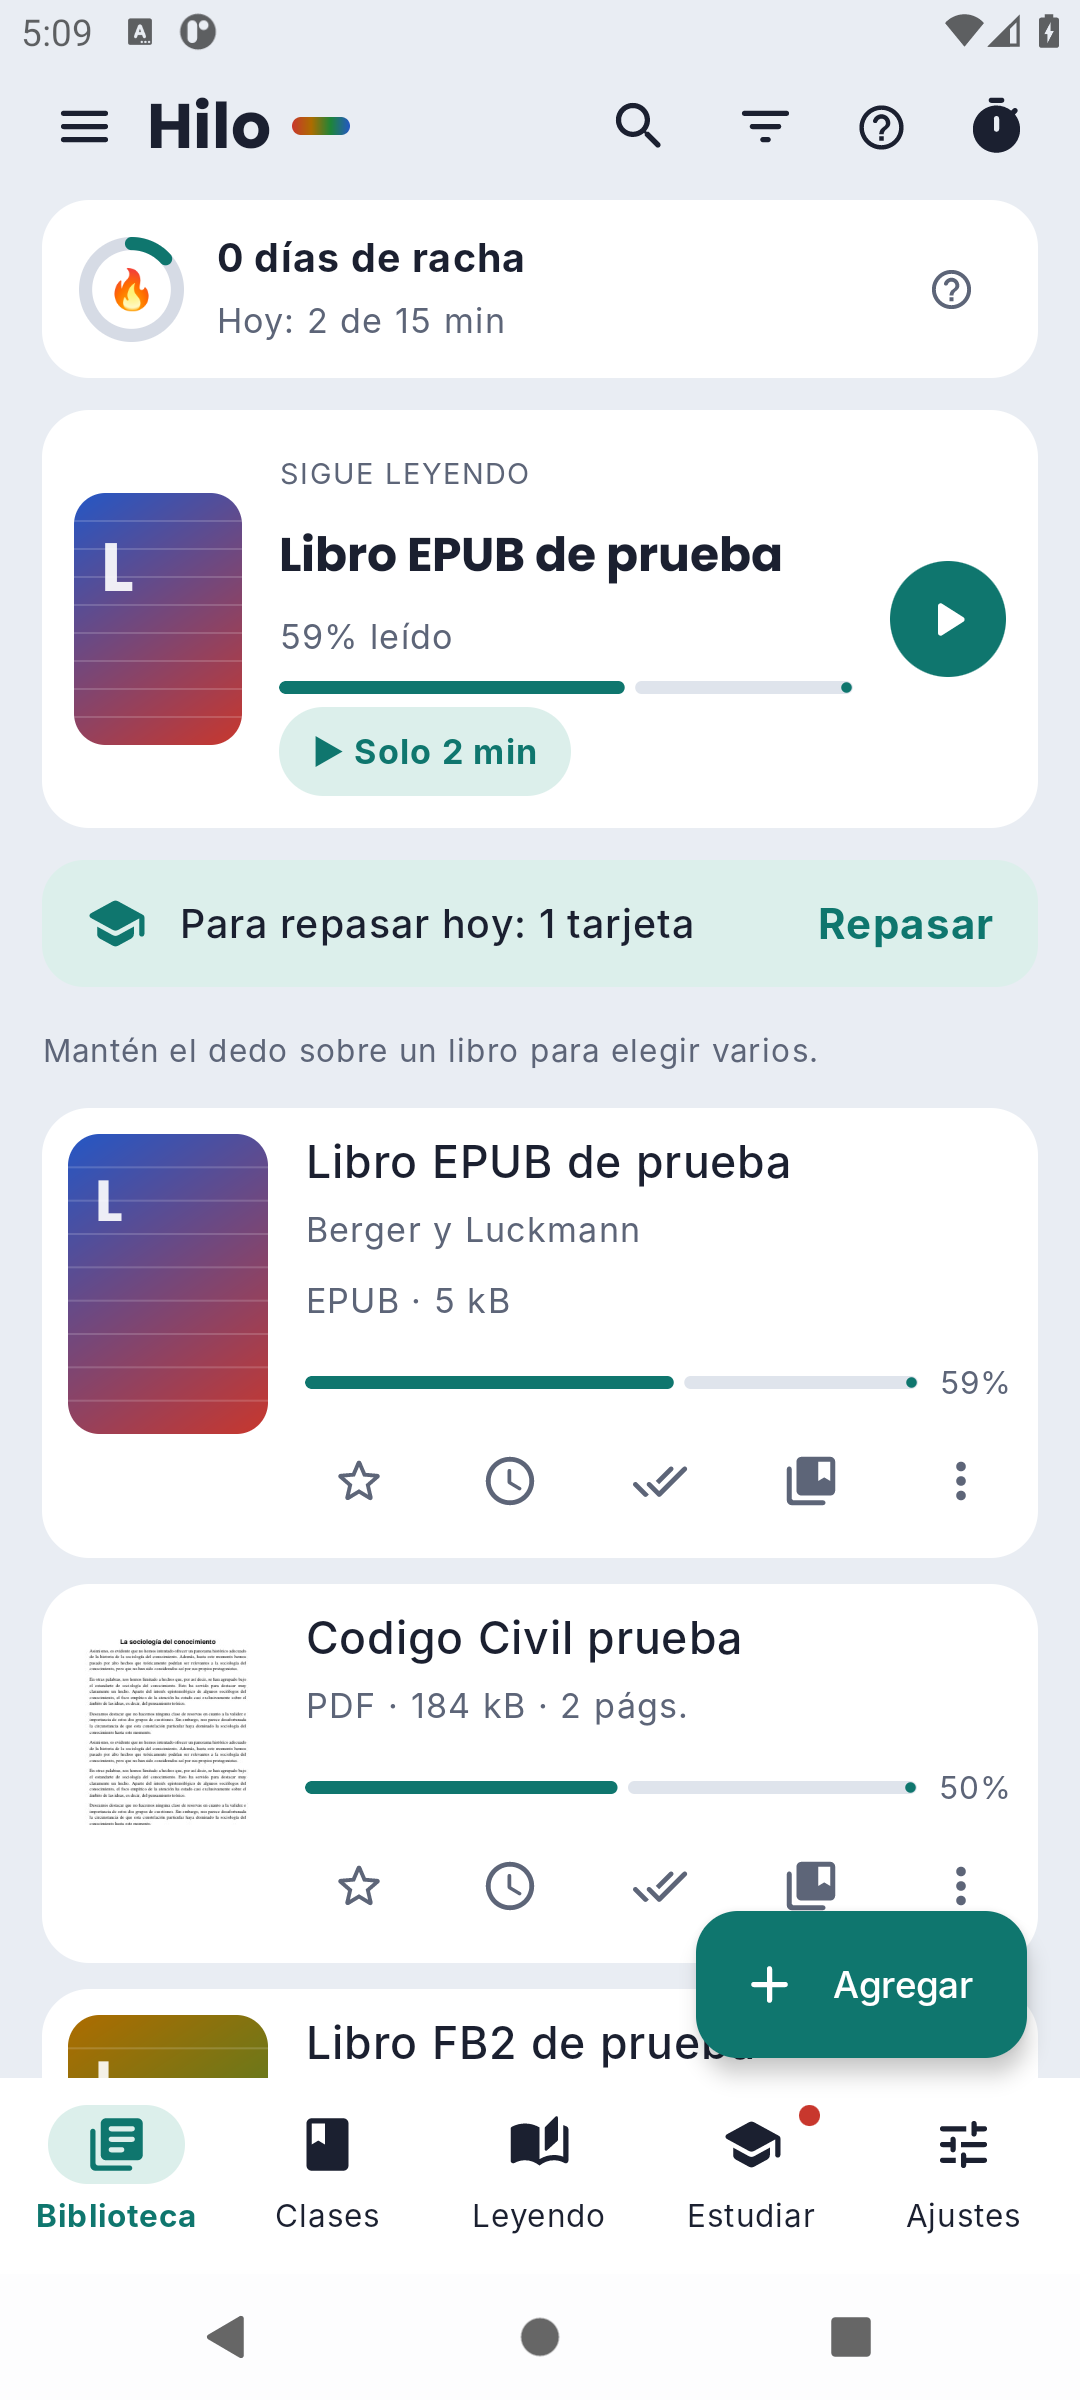 5:09
Hilo
0 días de racha
Hoy: 2 de 15 min
SIGUE LEYENDO
L
Libro EPUB de prueba
59% leído
Solo 2 min
Para repasar hoy: 1 tarjeta
Repasar
Mantén el dedo sobre un libro para elegir varios.
L
Libro EPUB de prueba
Berger y Luckmann
EPUB · 5 kB
59%
La sociología del conocimiento
Codigo Civil prueba
PDF · 184 kB · 2 págs.
50%
Agregar
Libro FB2 de prueba
Biblioteca
Clases
Leyendo
Estudiar
Ajustes